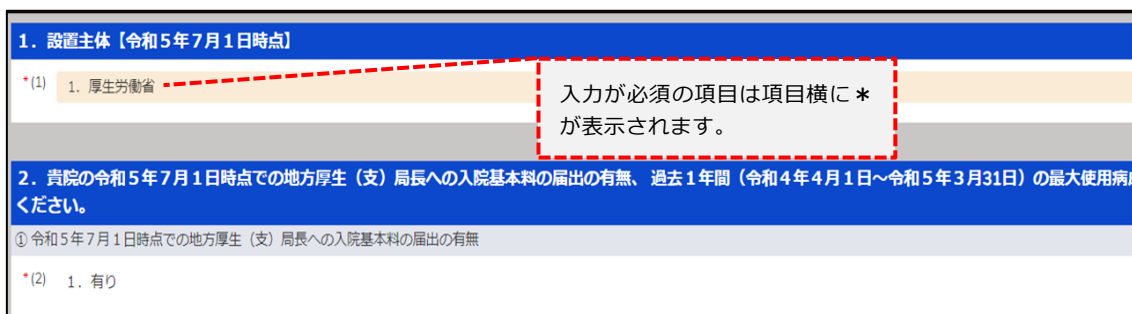 1．設置主体【令和5年7月1日時点】
*(1) 1．厚生労働省
入力が必須の項目は項目横に＊
が表示されます。
2．貴院の令和5年7月1日時点での地方厚生（支）局長への入院基本料の届出の有無、過去1年間（令和4年4月1日～令和5年3月31日）の最大使用病
ください。
① 令和5年7月1日時点での地方厚生（支）局長への入院基本料の届出の有無
*(2) 1．有り